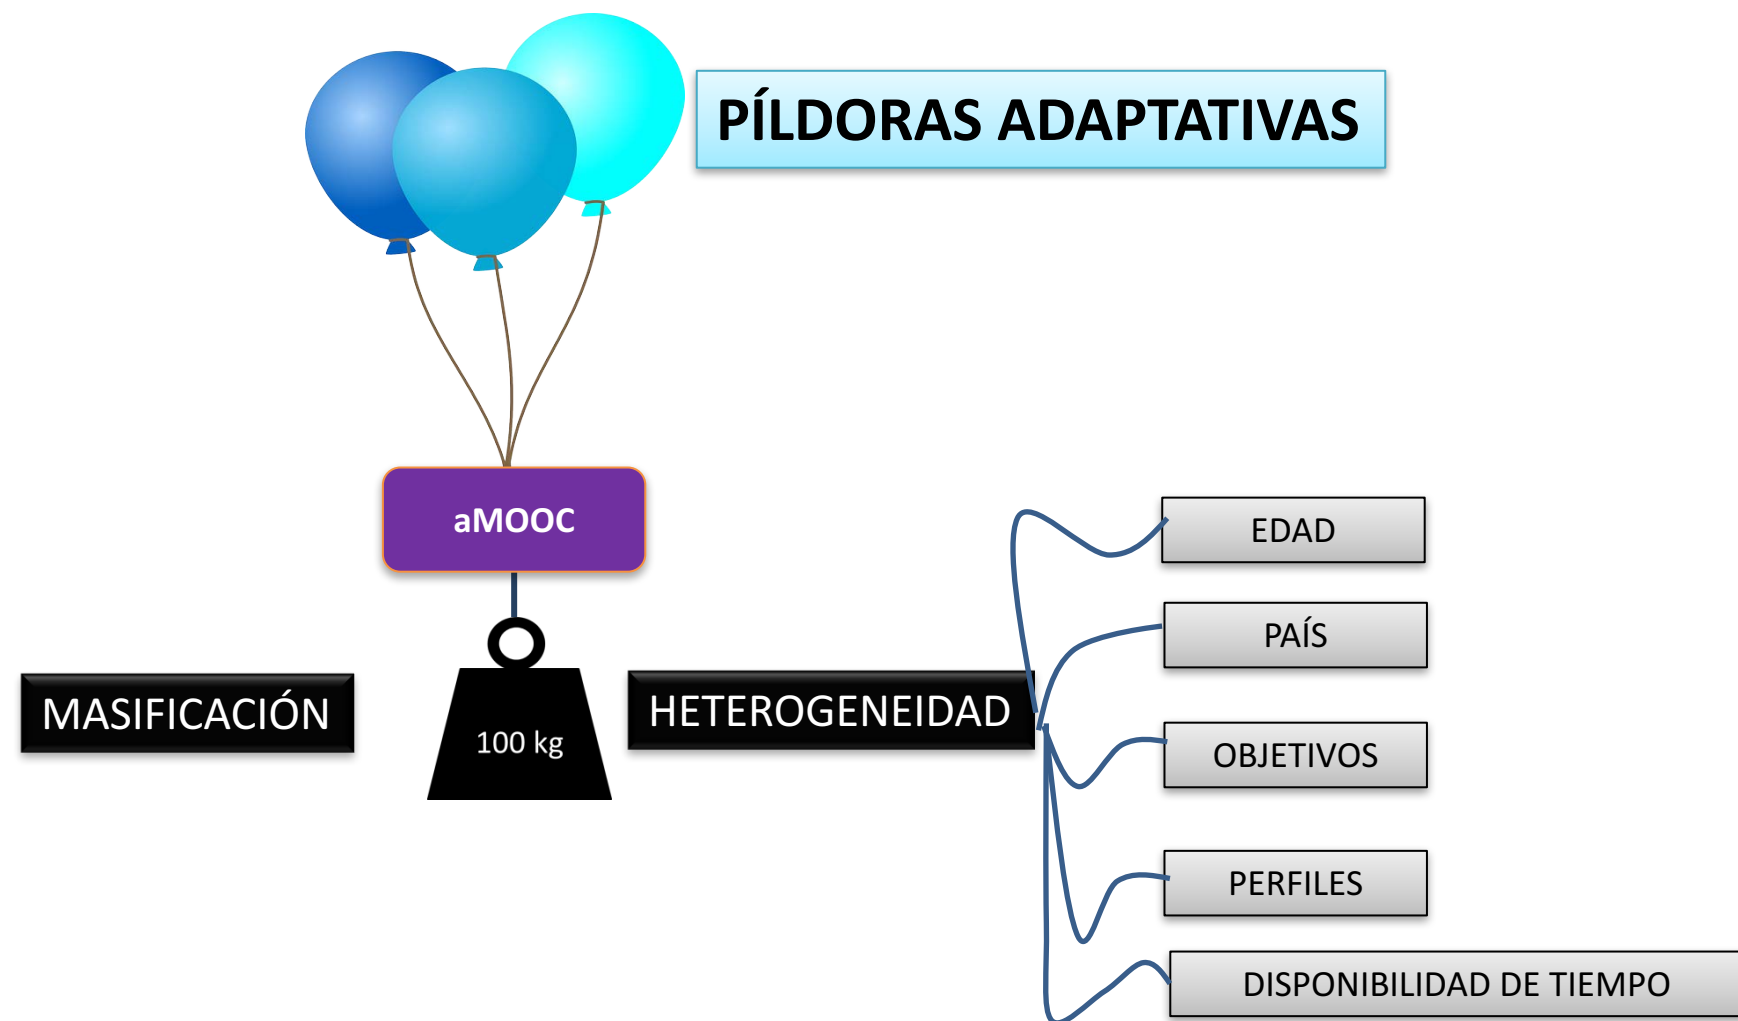 PÍLDORAS ADAPTATIVAS
aMOOC
MASIFICACIÓN
100 kg
HETEROGENEIDAD
EDAD
PAÍS
OBJETIVOS
PERFILES
DISPONIBILIDAD DE TIEMPO